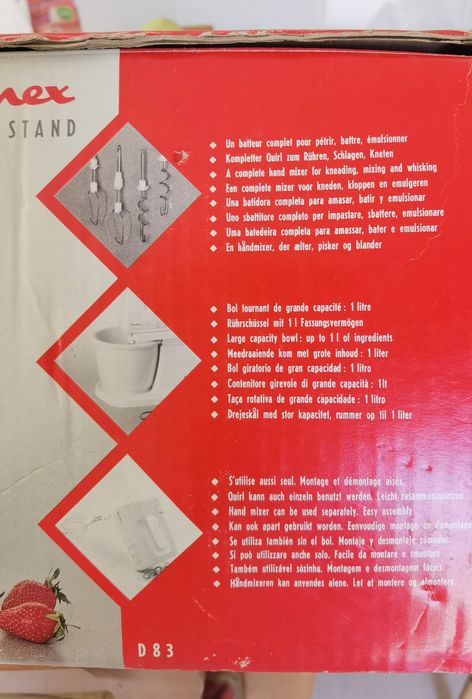 nex
STAND
Un batteur complet pour pétrir, battre, émulsionner
Kompletter Quirl zum Rühren, Schlagen, Kneten
A complete hand mixer for kneading, mixing and whisking
Een complete mixer voor kneden, kloppen en emulgeren
Una batidora completa para amasar, batir y emulsionar
Uno sbattitore completo per impastare, sbattere, emulsionare
Uma batedeira completa para amassar, bater e emulsionar
En håndmixer, der ælter, pisker og blander
Bol tournant de grande capacité : 1 litre
Rührschüssel mit 1 l Fassungsvermögen
Large capacity bowl : up to 1 l of ingredients
Meedraaiende kom met grote inhoud : 1 liter
Bol giratorio de gran capacidad : 1 litro
Contenitore girevole di grande capacità : 1lt
Taça rotativa de grande capacidade : 1 litro
Drejeskål med stor kapacitet, rummer op til 1 liter
S'utilise aussi seul. Montage et démontage aisés.
Quirl kann auch einzeln benutzt werden. Leicht zusammenzusetzen.
Hand mixer can be used separately. Easy assembly.
Kan ook apart gebruikt worden. Eenvoudige montage en demontage
Se utiliza también sin el bol. Montaje y desmontaje cómodos.
Si può utilizzare anche solo. Facile da montare e smontare
Também utilizável sózinha. Montagem e desmontagem fáceis.
Håndmixeren kan anvendes alene. Let at montere og afmontere.
D83